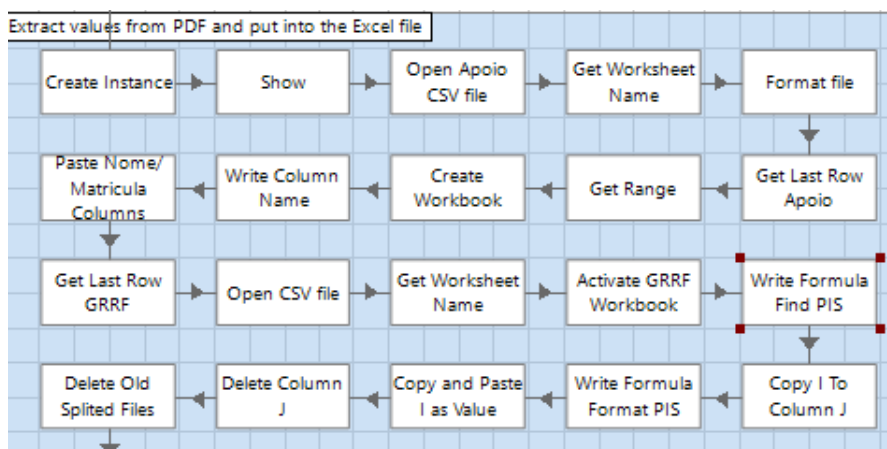 Extract values from PDF and put into the Excel file
Create Instance
Show
Open Apoio
CSV file
Get Worksheet
Name
Format file
Paste Nome/
Matricula
Columns
Write Column
Name
Create
Workbook
Get Range
Get Last Row
Apoio
Get Last Row
GRRF
Open CSV file
Get Worksheet
Name
Activate GRRF
Workbook
Write Formula
Find PIS
Delete Old
Splited Files
Delete Column
J
Copy and Paste
I as Value
Write Formula
Format PIS
Copy I To
Column J